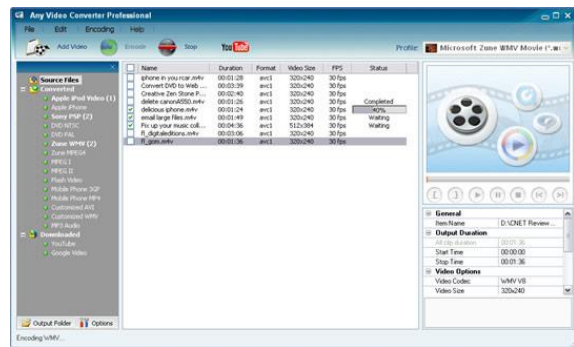 Any Video Converter Professional
File Edit Encoding Help
Add Video Encode Stop You Tube Profile: Microsoft Zune WMV Movie (*.w
Name Duration Format Video Size FPS Status
iphone in you rcar.m4v 00:01:28 avc1 320x240 30 fps
Convert DVD to Web ... 00:03:39 avc1 320x240 30 fps
Creative Zen Stone P... 00:02:40 avc1 320x240 30 fps
delete canonA550.m4v 00:01:26 avc1 320x240 30 fps Completed
delicious iphone.m4v 00:01:24 avc1 320x240 30 fps 40%
email large files.m4v 00:01:49 avc1 320x240 30 fps Waiting
Fix up your music coll... 00:04:36 avc1 512x384 30 fps Waiting
fl_digitaleditions.m4v 00:03:06 avc1 320x240 30 fps
fl_gom.m4v 00:01:36 avc1 320x240 30 fps
Source Files
Converted
Apple iPod Video (1)
Apple iPhone
Sony PSP (2)
DVD NTSC
DVD PAL
Zune WMV (2)
Zune MPEG4
MPEG I
MPEG II
Flash Video
Mobile Phone 3GP
Mobile Phone MP4
Customized AVI
Customized WMV
MP3 Audio
Downloaded
YouTube
Google Video
General
Item Name D:\CNET Review ...
Output Duration
All clip duration 00:01:36
Start Time 00:00:00
Stop Time 00:01:36
Video Options
Video Codec WMV V8
Video Size 320x240
Output Folder Options
Encoding WMV...